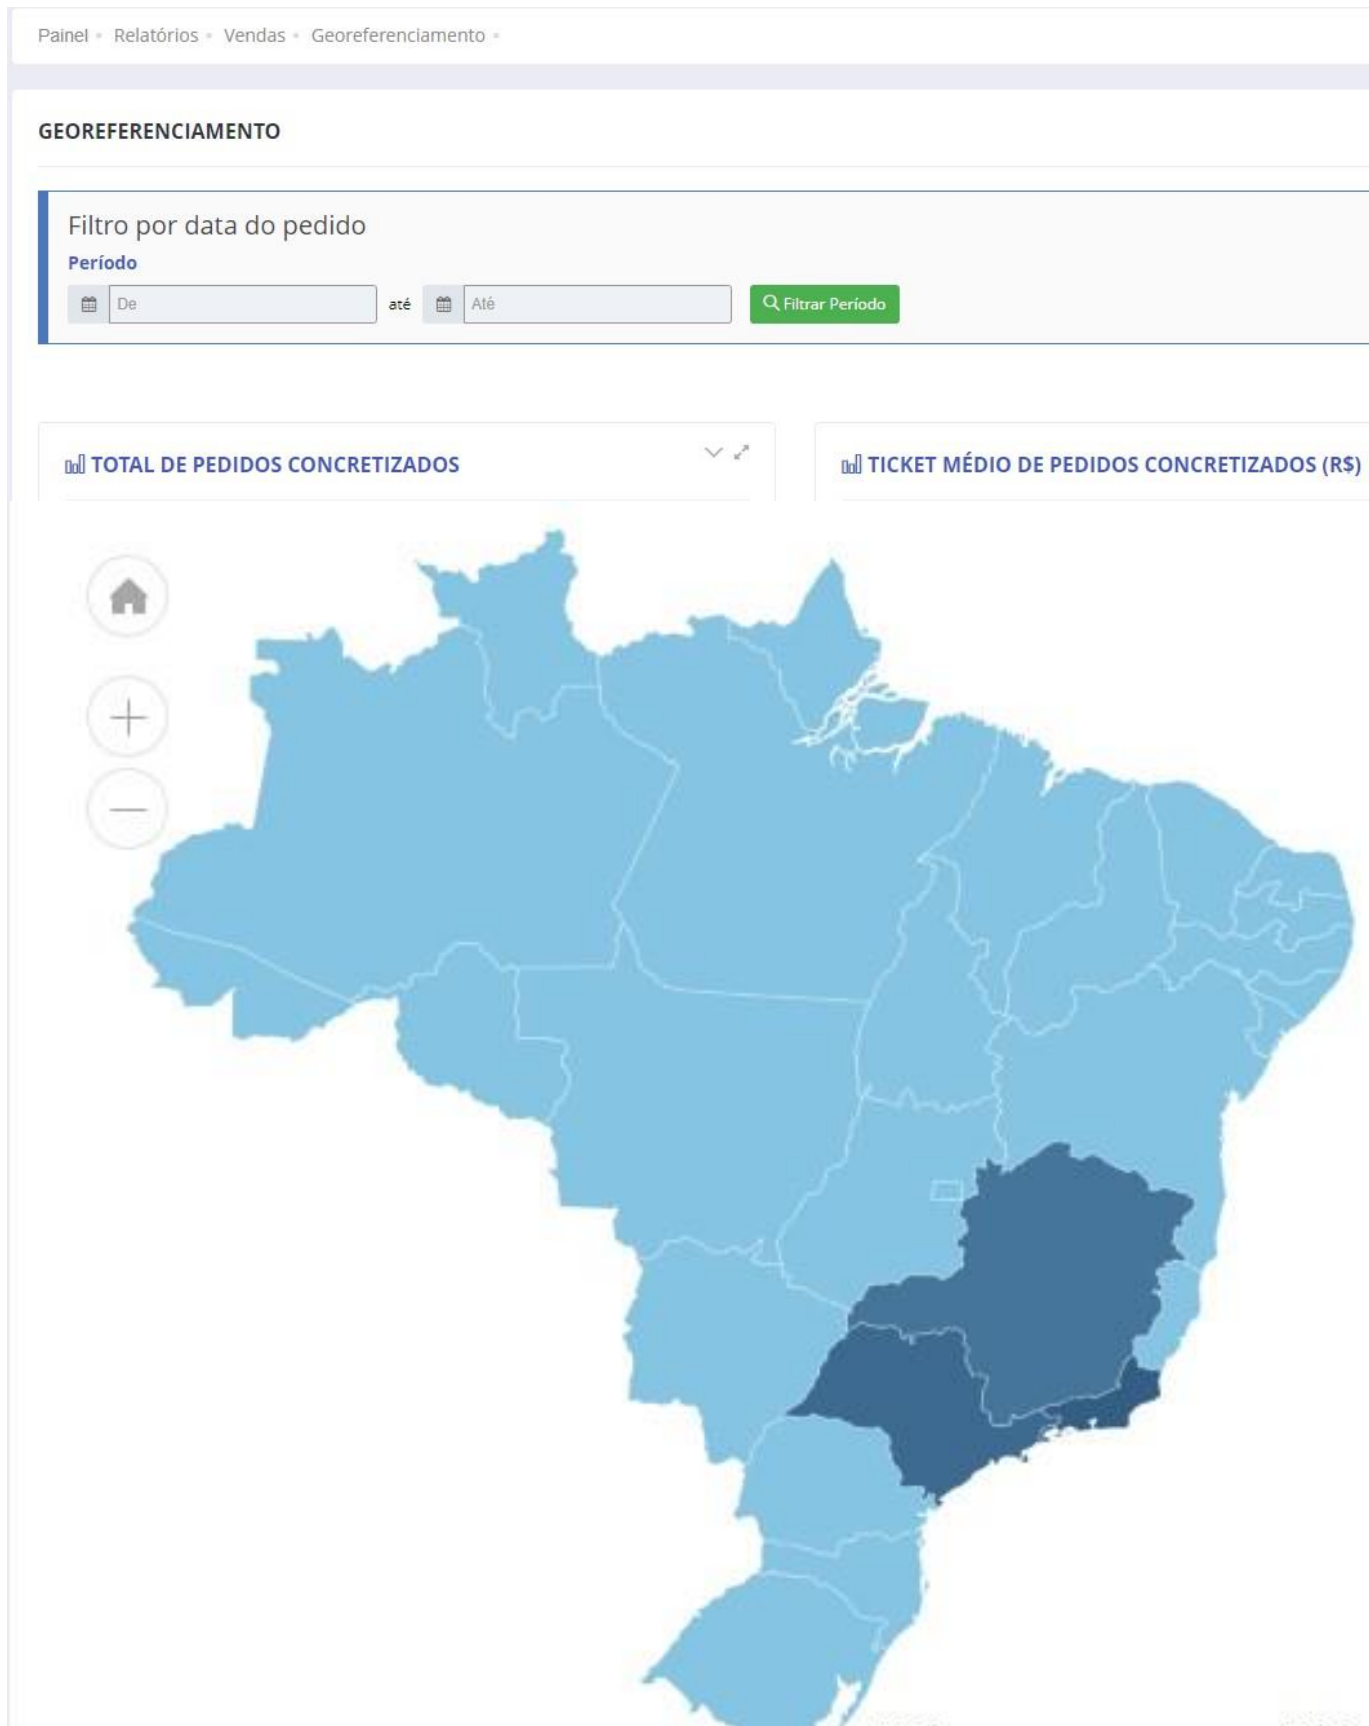 Painel • Relatórios • Vendas • Georeferenciamento •
GEOREFERENCIAMENTO
Filtro por data do pedido
Período
De até Até Filtrar Período
TOTAL DE PEDIDOS CONCRETIZADOS
TICKET MÉDIO DE PEDIDOS CONCRETIZADOS (R$)